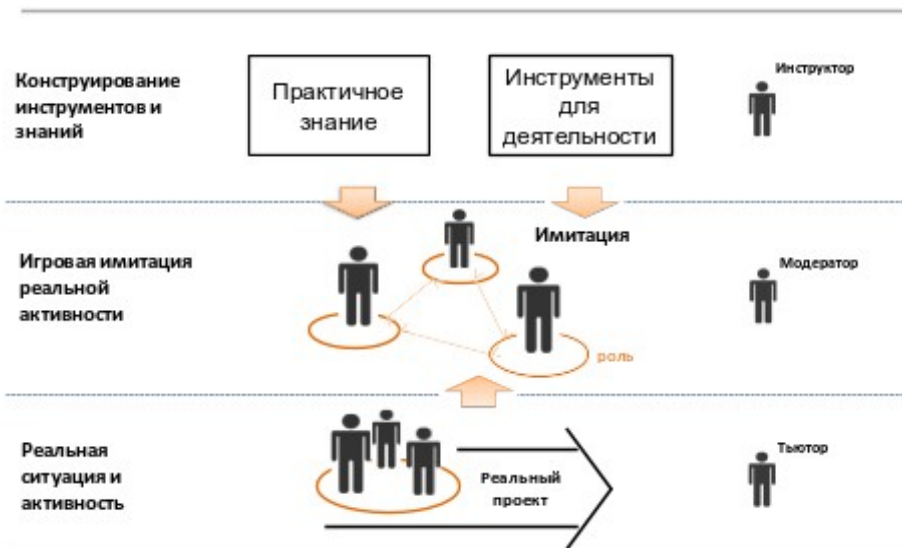 Конструирование
инструментов и
знаний
Практичное
знание
Инструменты
для
деятельности
Инструктор
Игровая имитация
реальной
активности
Имитация
роль
Модератор
Реальная
ситуация и
активность
Реальный
проект
Тьютор